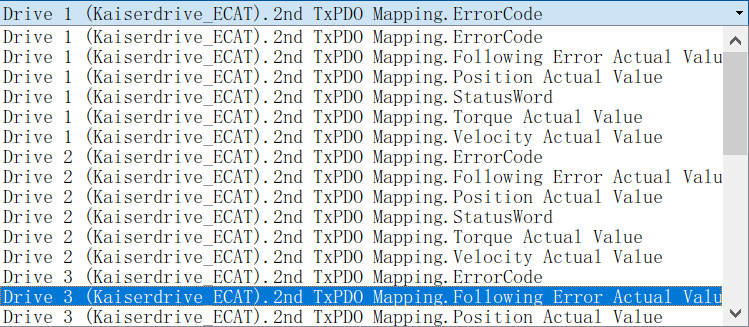 Drive 1 (Kaiserdrive_ECAT).2nd TxPDO Mapping.ErrorCode
Drive 1 (Kaiserdrive_ECAT).2nd TxPDO Mapping.ErrorCode
Drive 1 (Kaiserdrive_ECAT).2nd TxPDO Mapping.Following Error Actual Valu
Drive 1 (Kaiserdrive_ECAT).2nd TxPDO Mapping.Position Actual Value
Drive 1 (Kaiserdrive_ECAT).2nd TxPDO Mapping.StatusWord
Drive 1 (Kaiserdrive_ECAT).2nd TxPDO Mapping.Torque Actual Value
Drive 1 (Kaiserdrive_ECAT).2nd TxPDO Mapping.Velocity Actual Value
Drive 2 (Kaiserdrive_ECAT).2nd TxPDO Mapping.ErrorCode
Drive 2 (Kaiserdrive_ECAT).2nd TxPDO Mapping.Following Error Actual Valu
Drive 2 (Kaiserdrive_ECAT).2nd TxPDO Mapping.Position Actual Value
Drive 2 (Kaiserdrive_ECAT).2nd TxPDO Mapping.StatusWord
Drive 2 (Kaiserdrive_ECAT).2nd TxPDO Mapping.Torque Actual Value
Drive 2 (Kaiserdrive_ECAT).2nd TxPDO Mapping.Velocity Actual Value
Drive 3 (Kaiserdrive_ECAT).2nd TxPDO Mapping.ErrorCode
Drive 3 (Kaiserdrive_ECAT).2nd TxPDO Mapping.Following Error Actual Valu
Drive 3 (Kaiserdrive_ECAT).2nd TxPDO Mapping.Position Actual Value